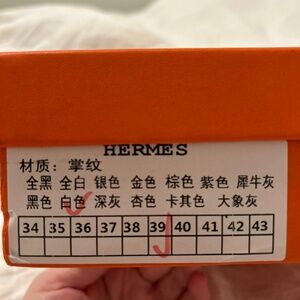 HERMES
材质：掌纹
全黑 全白 银色 金色 棕色 紫色 犀牛灰
黑色 白色 深灰 杏色 卡其色 大象灰
34 35 36 37 38 39 40 41 42 43